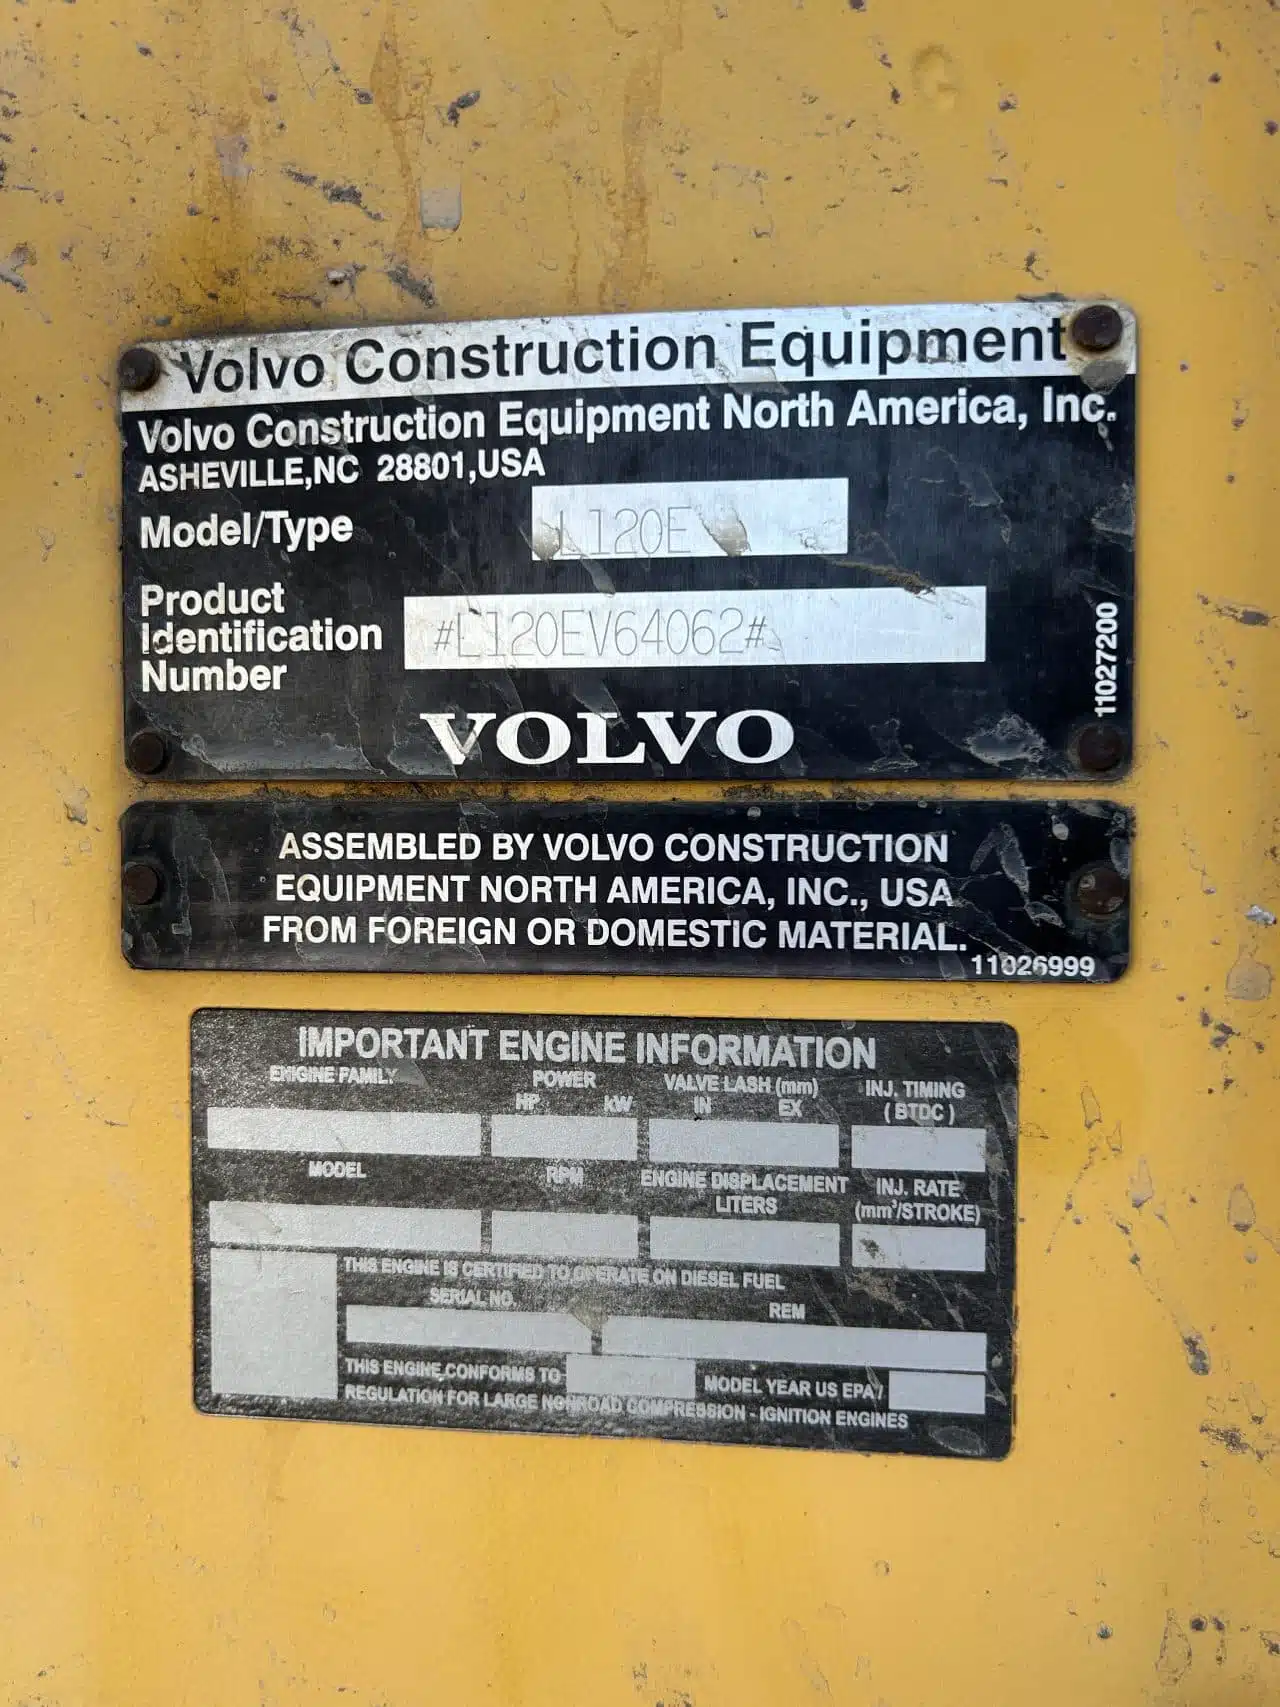 Volvo Construction Equipment
Volvo Construction Equipment North America, Inc.
ASHEVILLE,NC 28801,USA
Model/Type
L120E
Product
Identification
Number
#L120EV64062#
11027200
VOLVO
ASSEMBLED BY VOLVO CONSTRUCTION
EQUIPMENT NORTH AMERICA, INC., USA
FROM FOREIGN OR DOMESTIC MATERIAL.
11026999
IMPORTANT ENGINE INFORMATION
ENGINE FAMILY
POWER
HP kW
VALVE LASH (mm)
IN EX
INJ. TIMING
( BTDC )
MODEL
RPM
ENGINE DISPLACEMENT
LITERS
INJ. RATE
(mm³/STROKE)
THIS ENGINE IS CERTIFIED TO OPERATE ON DIESEL FUEL
SERIAL NO.
REM
THIS ENGINE CONFORMS TO
MODEL YEAR US EPA /
REGULATION FOR LARGE NONROAD COMPRESSION - IGNITION ENGINES